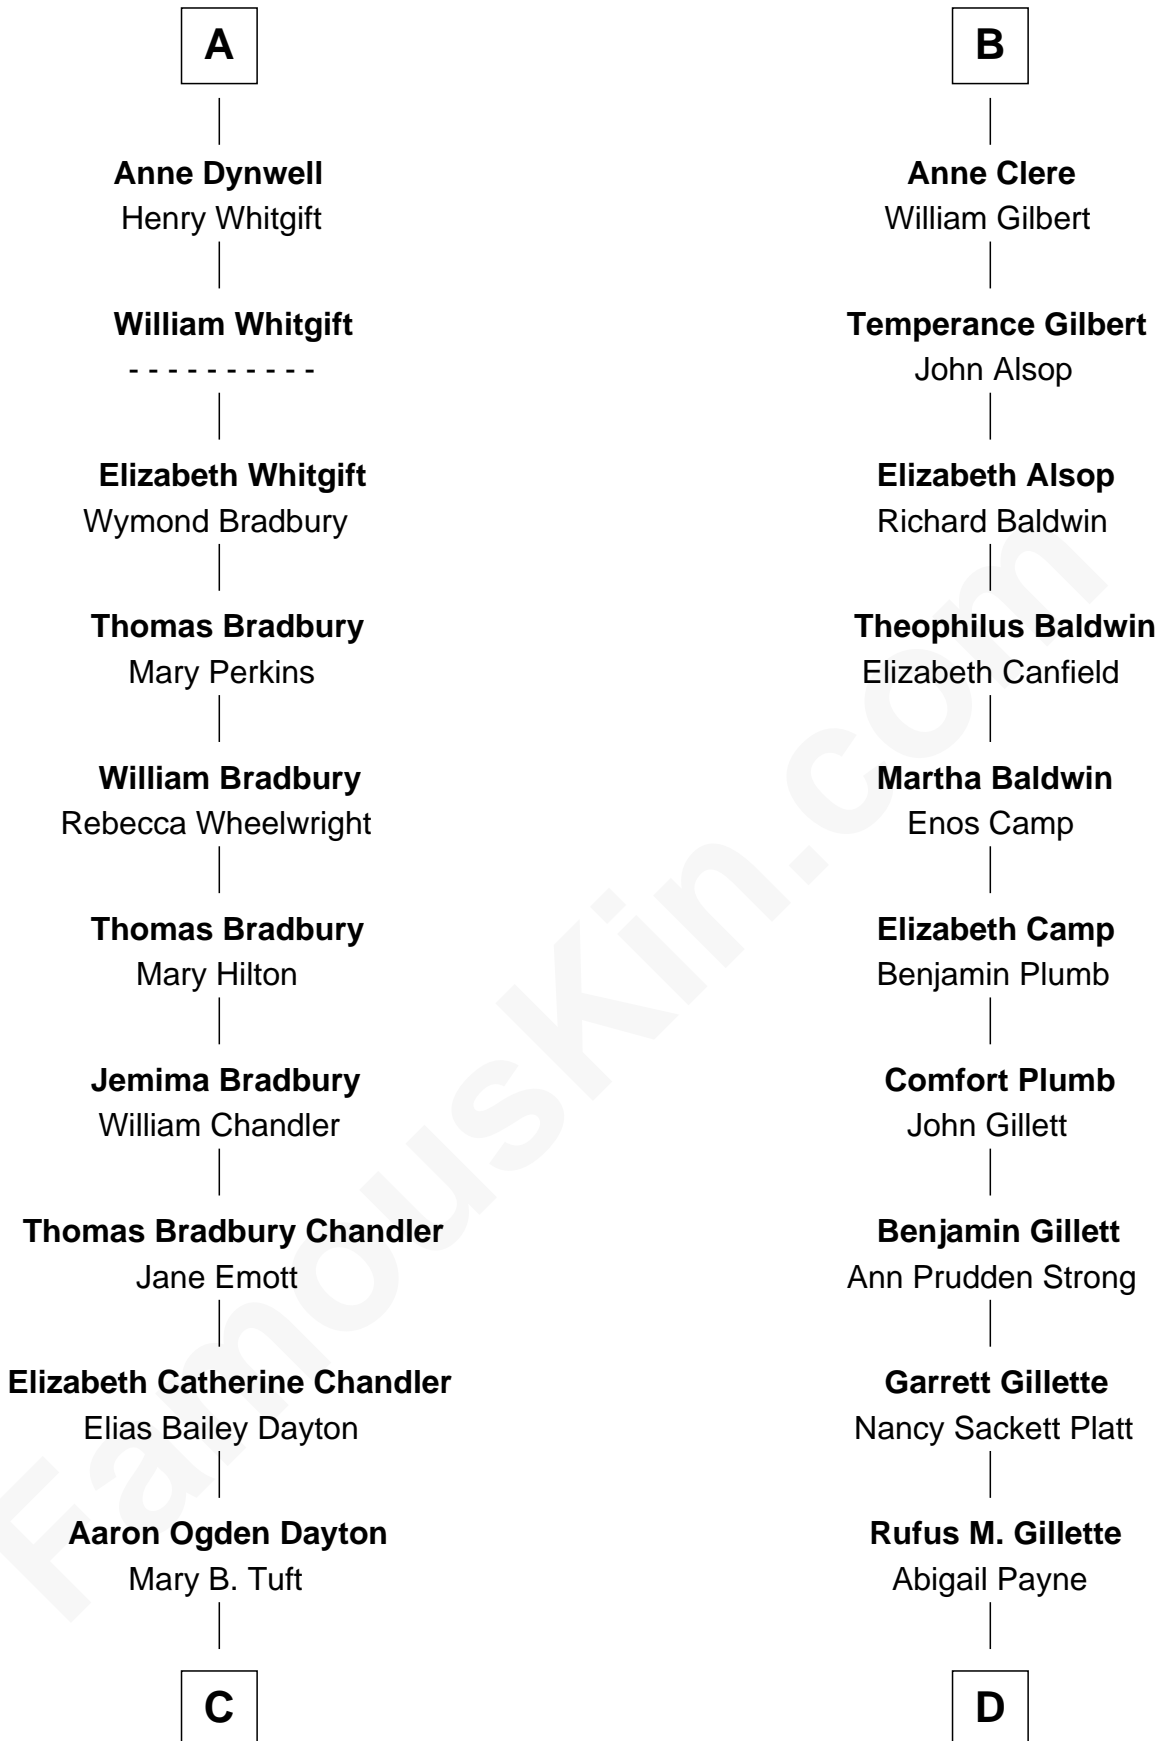 A
Anne Dynwell
Henry Whitgift
William Whitgift
- - - - - - - - - -
Elizabeth Whitgift
Wymond Bradbury
Thomas Bradbury
Mary Perkins
William Bradbury
Rebecca Wheelwright
Thomas Bradbury
Mary Hilton
Jemima Bradbury
William Chandler
Thomas Bradbury Chandler
Jane Emott
Elizabeth Catherine Chandler
Elias Bailey Dayton
Aaron Ogden Dayton
Mary B. Tuft
C
B
Anne Clere
William Gilbert
Temperance Gilbert
John Alsop
Elizabeth Alsop
Richard Baldwin
Theophilus Baldwin
Elizabeth Canfield
Martha Baldwin
Enos Camp
Elizabeth Camp
Benjamin Plumb
Comfort Plumb
John Gillett
Benjamin Gillett
Ann Prudden Strong
Garrett Gillette
Nancy Sackett Platt
Rufus M. Gillette
Abigail Payne
D
FamousKin.com